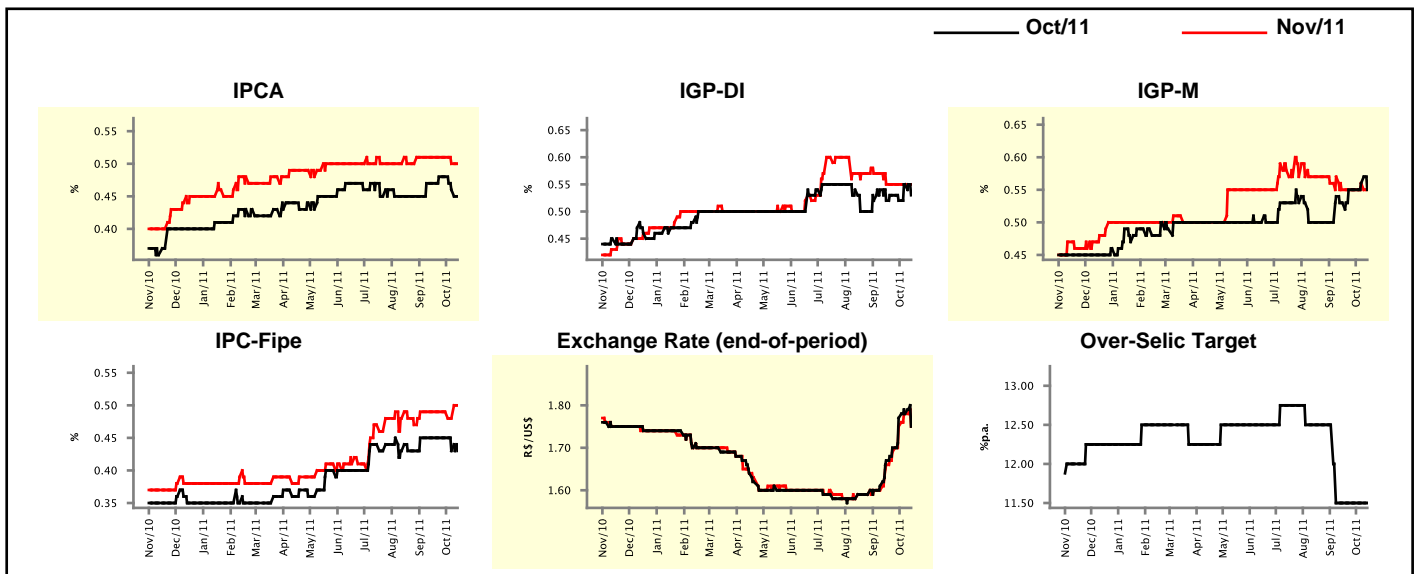 Oct/11 Nov/11
IPCA
0.55
0.50
0.45
0.40
%
Nov/10 Dec/10 Jan/11 Feb/11 Mar/11 Apr/11 May/11 Jun/11 Jul/11 Aug/11 Sep/11 Oct/11
IGP-DI
0.65
0.60
0.55
0.50
0.45
%
Nov/10 Dec/10 Jan/11 Feb/11 Mar/11 Apr/11 May/11 Jun/11 Jul/11 Aug/11 Sep/11 Oct/11
IGP-M
0.65
0.60
0.55
0.50
0.45
%
Nov/10 Dec/10 Jan/11 Feb/11 Mar/11 Apr/11 May/11 Jun/11 Jul/11 Aug/11 Sep/11 Oct/11
IPC-Fipe
0.55
0.50
0.45
0.40
0.35
%
Nov/10 Dec/10 Jan/11 Feb/11 Mar/11 Apr/11 May/11 Jun/11 Jul/11 Aug/11 Sep/11 Oct/11
Exchange Rate (end-of-period)
1.80
1.70
1.60
R$/US$
Nov/10 Dec/10 Jan/11 Feb/11 Mar/11 Apr/11 May/11 Jun/11 Jul/11 Aug/11 Sep/11 Oct/11
Over-Selic Target
13.00
12.50
12.00
11.50
%p.a.
Nov/10 Dec/10 Jan/11 Feb/11 Mar/11 Apr/11 May/11 Jun/11 Jul/11 Aug/11 Sep/11 Oct/11